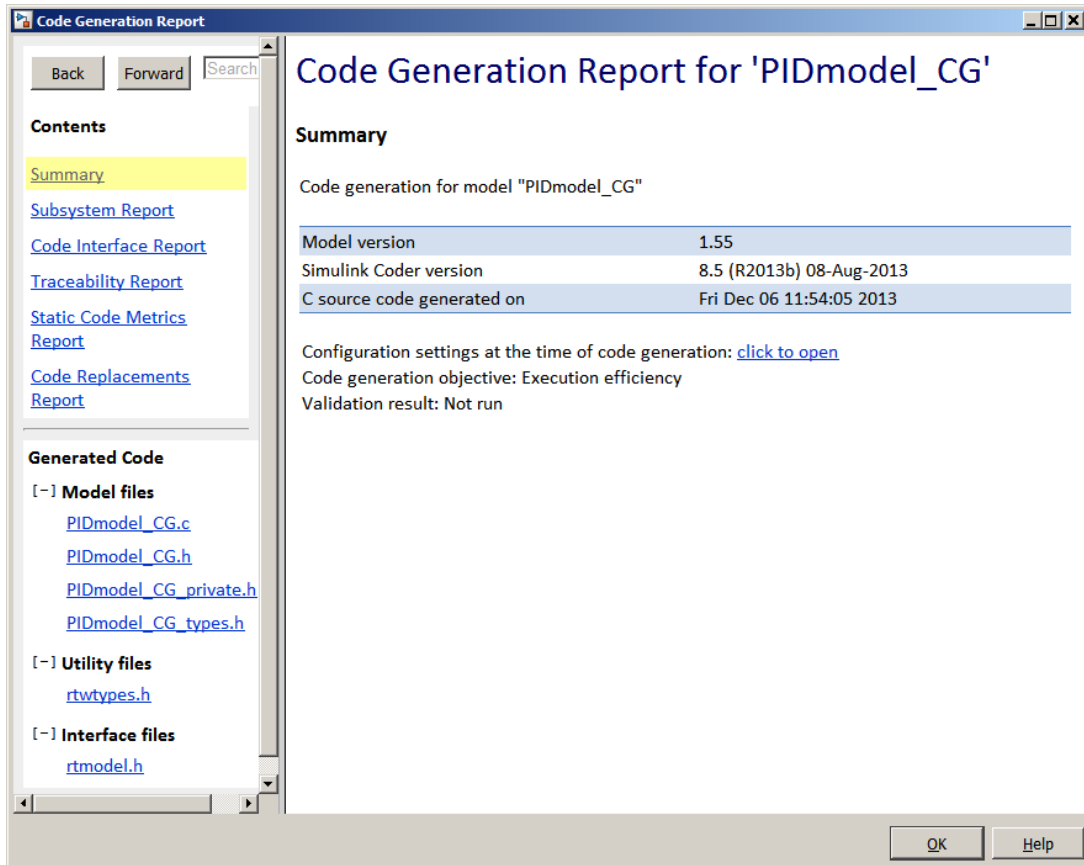 Code Generation Report
Back
Forward
Search
Contents
Summary
Subsystem Report
Code Interface Report
Traceability Report
Static Code Metrics
Report
Code Replacements
Report
Generated Code
[-] Model files
PIDmodel_CG.c
PIDmodel_CG.h
PIDmodel_CG_private.h
PIDmodel_CG_types.h
[-] Utility files
rtwtypes.h
[-] Interface files
rtmodel.h
Code Generation Report for 'PIDmodel_CG'
Summary
Code generation for model "PIDmodel_CG"
Model version 1.55
Simulink Coder version 8.5 (R2013b) 08-Aug-2013
C source code generated on Fri Dec 06 11:54:05 2013
Configuration settings at the time of code generation: click to open
Code generation objective: Execution efficiency
Validation result: Not run
OK
Help